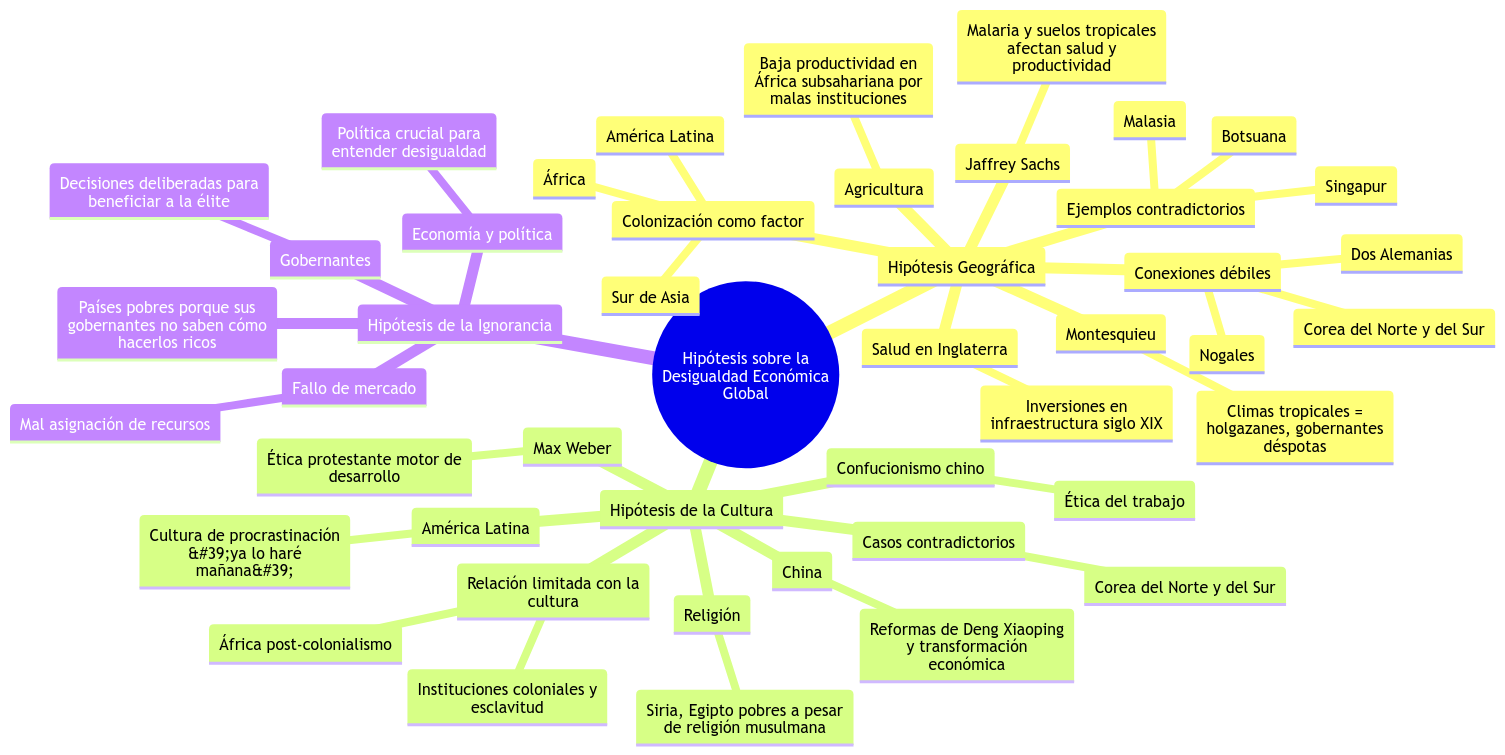 Hipótesis sobre la
Desigualdad Económica
Global
Hipótesis Geográfica
Colonización como factor
América Latina
África
Sur de Asia
Agricultura
Baja productividad en
África subsahariana por
malas instituciones
Jaffrey Sachs
Malaria y suelos tropicales
afectan salud y
productividad
Ejemplos contradictorios
Malasia
Botsuana
Singapur
Conexiones débiles
Dos Alemanias
Corea del Norte y del Sur
Nogales
Montesquieu
Climas tropicales =
holgazanes, gobernantes
déspotas
Salud en Inglaterra
Inversiones en
infraestructura siglo XIX
Hipótesis de la Ignorancia
Economía y política
Política crucial para
entender desigualdad
Gobernantes
Decisiones deliberadas para
beneficiar a la élite
Países pobres porque sus
gobernantes no saben cómo
hacerlos ricos
Fallo de mercado
Mal asignación de recursos
Hipótesis de la Cultura
Max Weber
Ética protestante motor de
desarrollo
América Latina
Cultura de procrastinación
&#39;ya lo haré
mañana&#39;
Relación limitada con la
cultura
África post-colonialismo
Instituciones coloniales y
esclavitud
Religión
Siria, Egipto pobres a pesar
de religión musulmana
China
Reformas de Deng Xiaoping
y transformación
económica
Casos contradictorios
Corea del Norte y del Sur
Confucionismo chino
Ética del trabajo